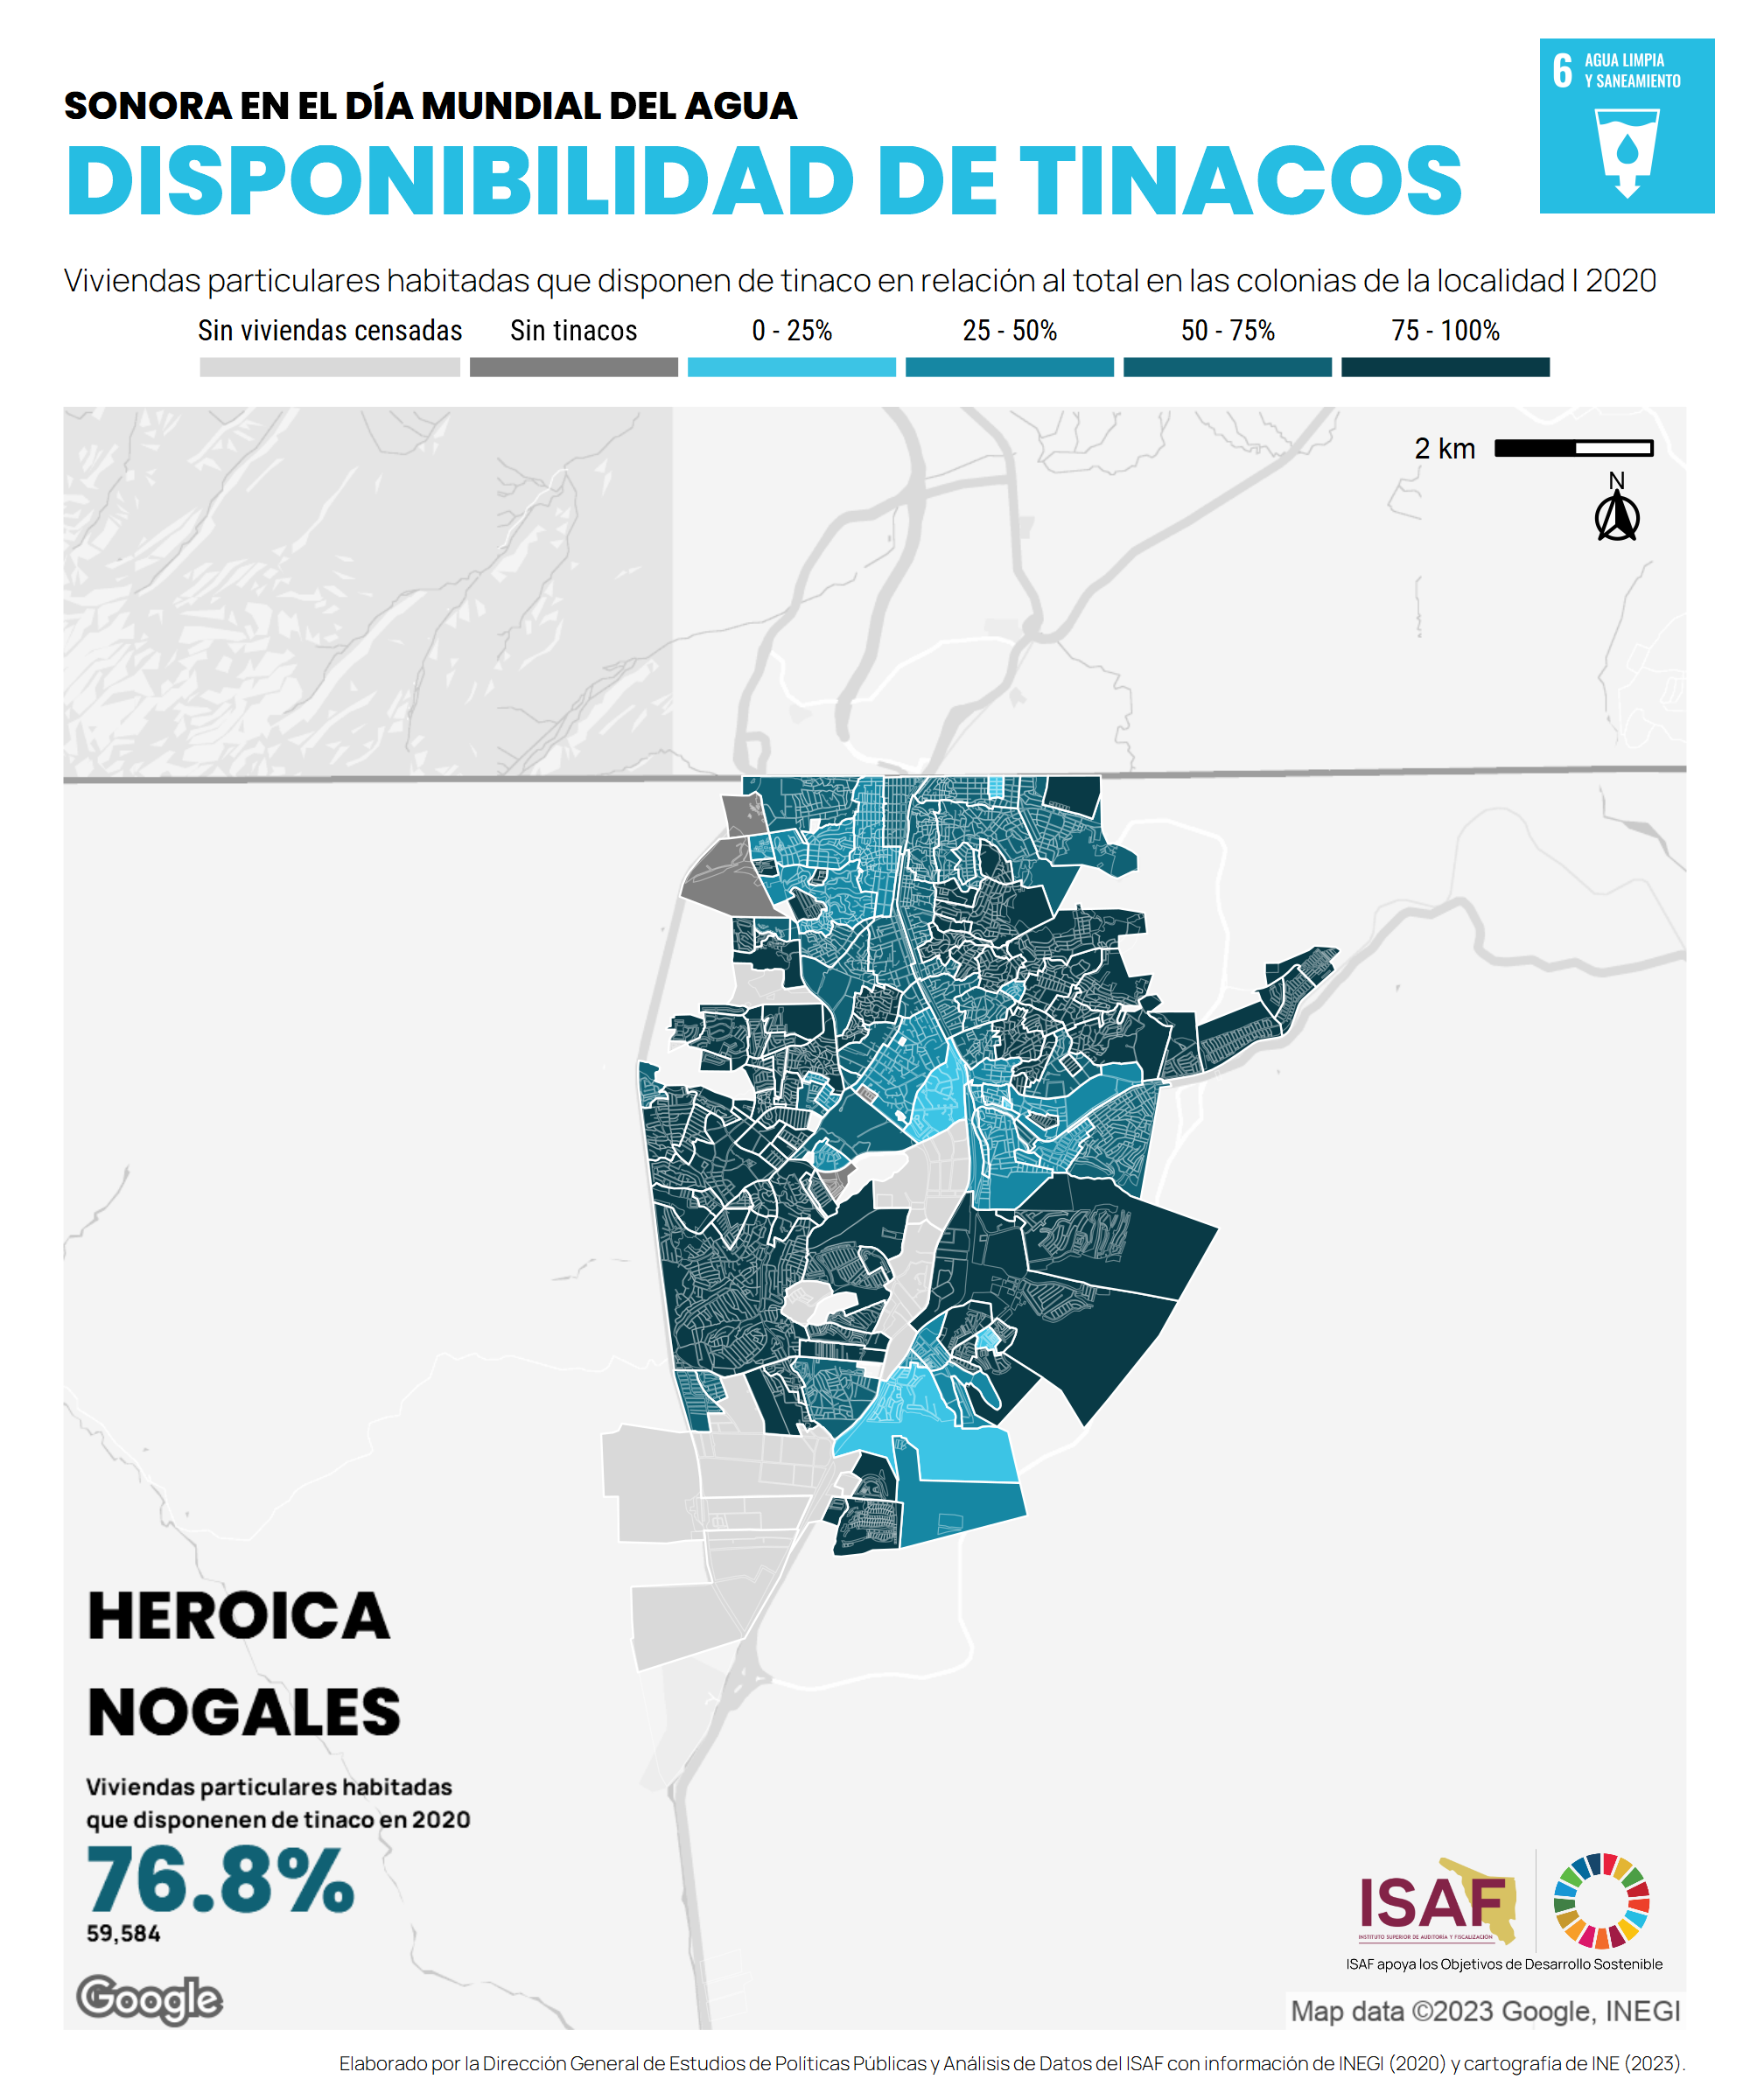 SONORA EN EL DÍA MUNDIAL DEL AGUA
DISPONIBILIDAD DE TINACOS
6 AGUA LIMPIA
Y SANEAMIENTO
Viviendas particulares habitadas que disponen de tinaco en relación al total en las colonias de la localidad | 2020
Sin viviendas censadas Sin tinacos 0 - 25% 25 - 50% 50 - 75% 75 - 100%
2 km
N
HEROICA
NOGALES
Viviendas particulares habitadas
que disponenen de tinaco en 2020
76.8%
59,584
Google
ISAF
INSTITUTO SUPERIOR DE AUDITORÍA Y FISCALIZACIÓN
ISAF apoya los Objetivos de Desarrollo Sostenible
Map data ©2023 Google, INEGI
Elaborado por la Dirección General de Estudios de Políticas Públicas y Análisis de Datos del ISAF con información de INEGI (2020) y cartografía de INE (2023).